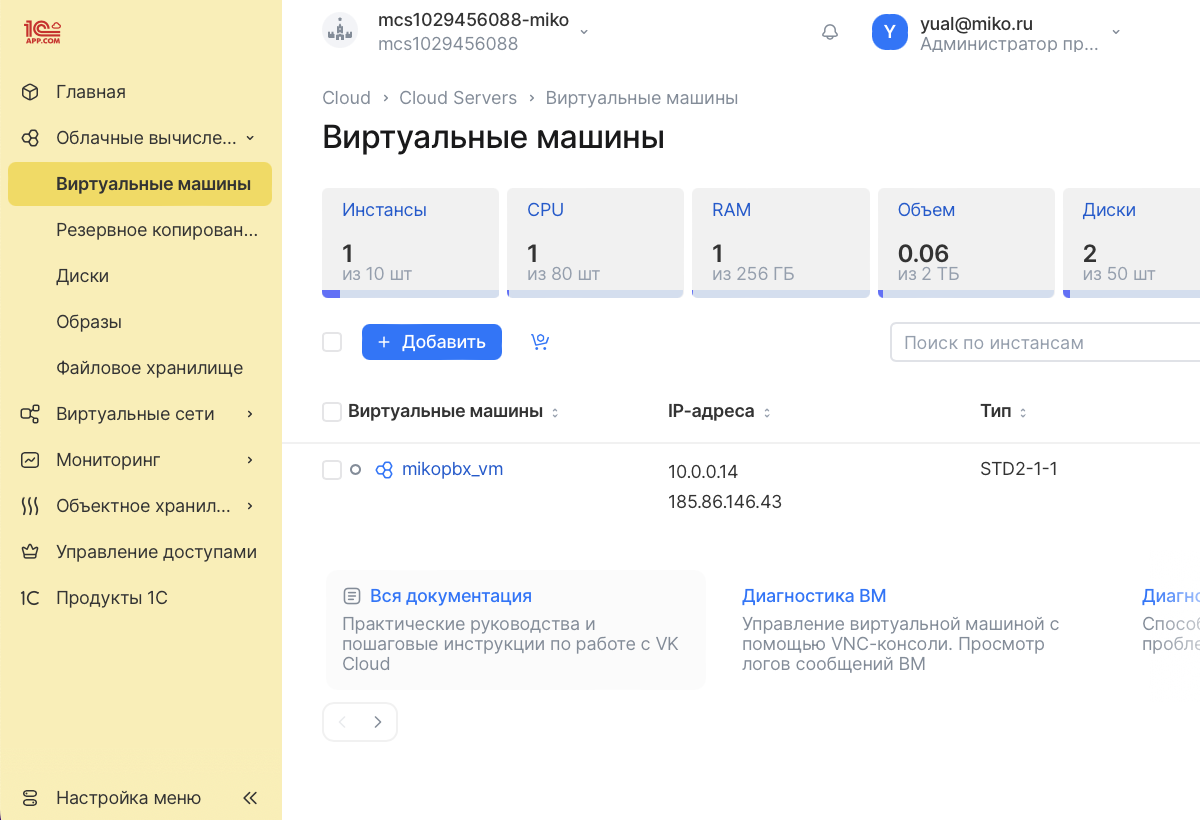 1С
APP.COM
Главная
Облачные вычисле...
Виртуальные машины
Резервное копирован...
Диски
Образы
Файловое хранилище
Виртуальные сети
Мониторинг
Объектное хранил...
Управление доступами
1C Продукты 1С
Настройка меню
mcs1029456088-miko
mcs1029456088
Y
yual@miko.ru
Администратор пр...
Cloud › Cloud Servers › Виртуальные машины
Виртуальные машины
Инстансы
1
из 10 шт
CPU
1
из 80 шт
RAM
1
из 256 ГБ
Объем
0.06
из 2 ТБ
Диски
2
из 50 шт
+ Добавить
Поиск по инстансам
Виртуальные машины IP-адреса Тип
mikopbx_vm 10.0.0.14 STD2-1-1
185.86.146.43
Вся документация
Практические руководства и
пошаговые инструкции по работе с VK
Cloud
Диагностика ВМ
Управление виртуальной машиной с
помощью VNC-консоли. Просмотр
логов сообщений ВМ
Диагно
Способ
пробле